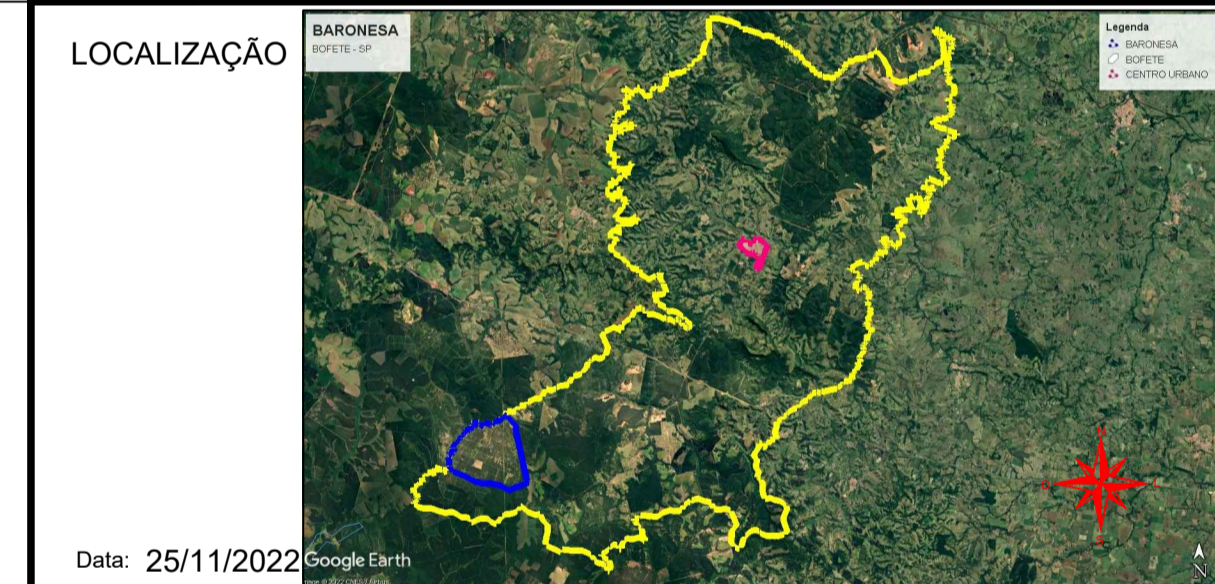 LOCALIZAÇÃO
BARONESA
BOFETE - SP
Legenda
BARONESA
BOFETE
CENTRO URBANO
N
O
L
S
Data: 25/11/2022
Google Earth
N